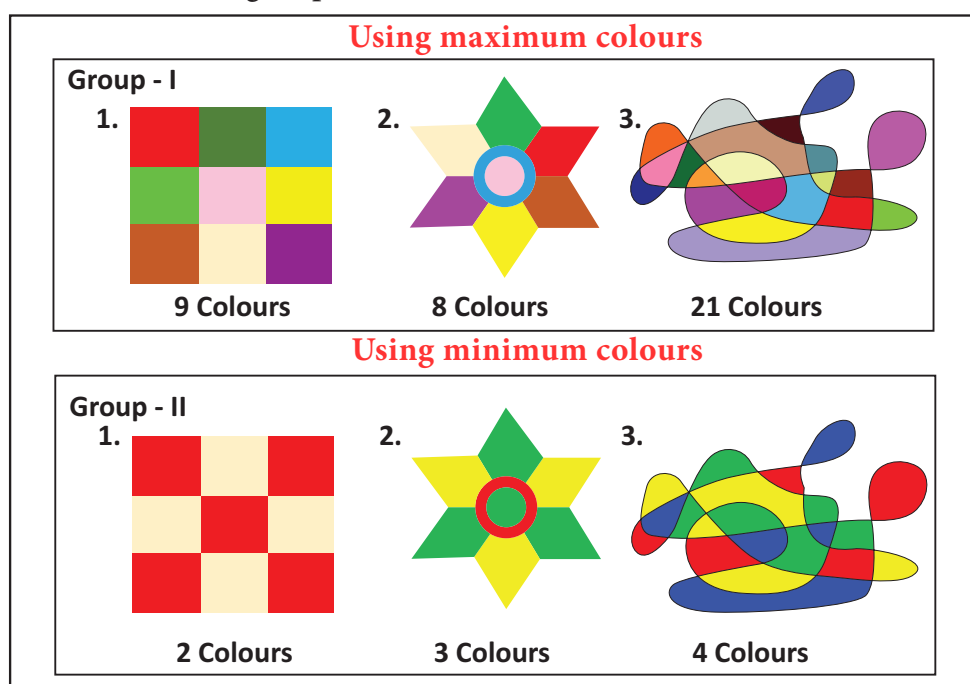 Using maximum colours
Group - I
1.
2.
3.
9 Colours
8 Colours
21 Colours
Using minimum colours
Group - II
1.
2.
3.
2 Colours
3 Colours
4 Colours